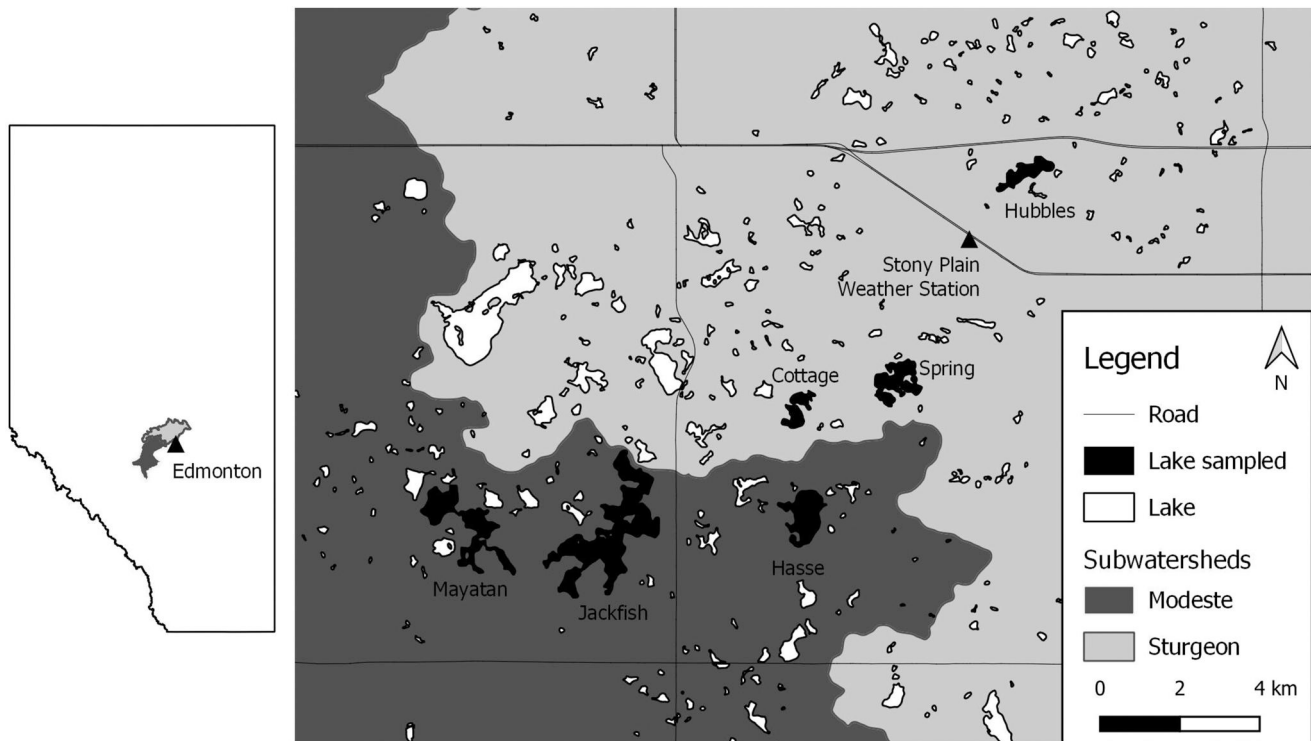 Edmonton
Hubbles
Stony Plain
Weather Station
Cottage
Spring
Mayatan
Jackfish
Hasse
Legend
N
Road
Lake sampled
Lake
Subwatersheds
Modeste
Sturgeon
0 2 4 km